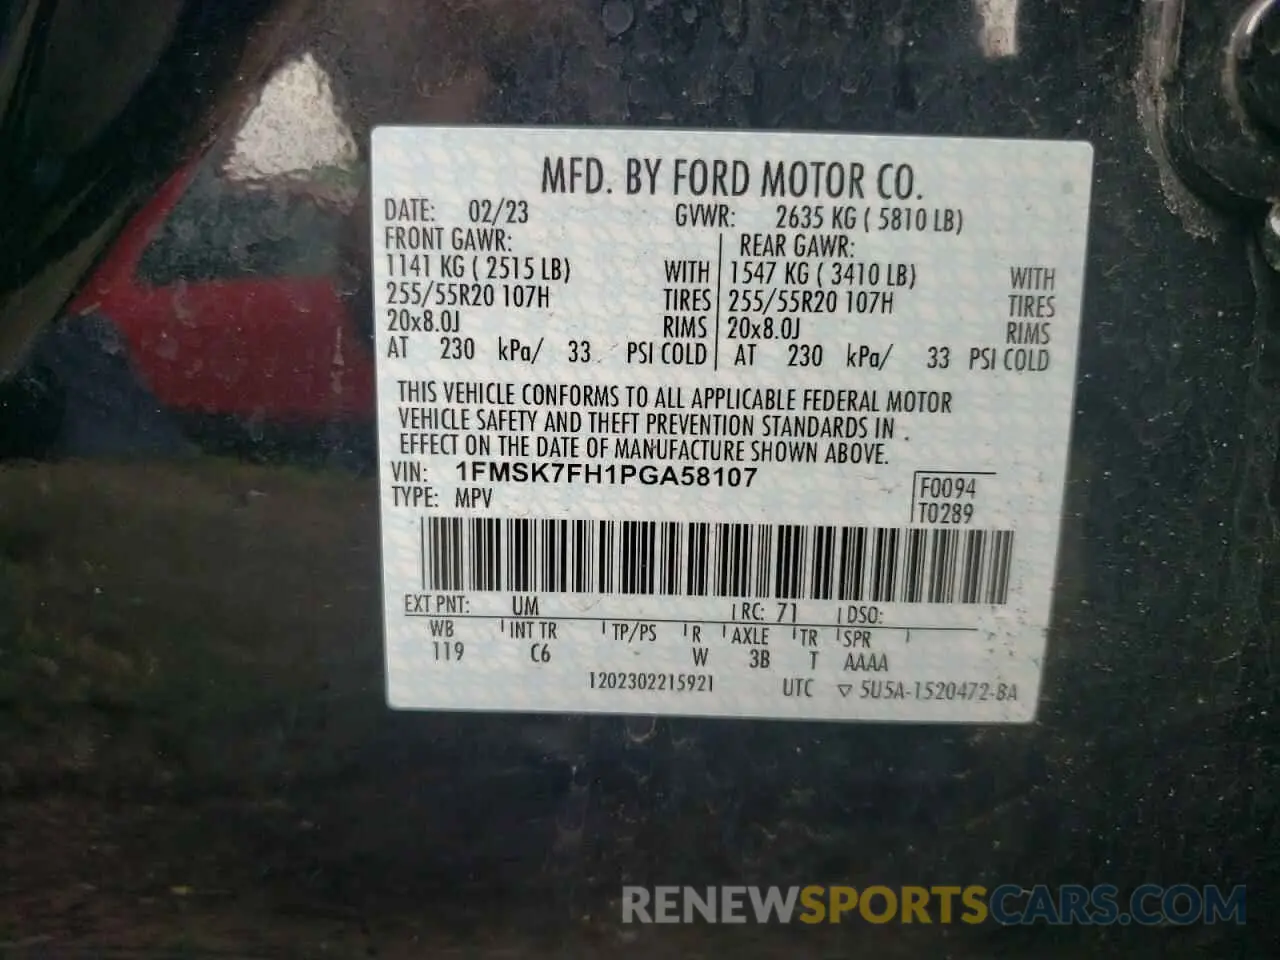 MFD. BY FORD MOTOR CO.
DATE: 02/23 GVWR: 2635 KG ( 5810 LB)
FRONT GAWR: REAR GAWR:
1141 KG ( 2515 LB) WITH 1547 KG ( 3410 LB) WITH
255/55R20 107H TIRES 255/55R20 107H TIRES
20x8.0J RIMS 20x8.0J RIMS
AT 230 kPa/ 33 PSI COLD AT 230 kPa/ 33 PSI COLD
THIS VEHICLE CONFORMS TO ALL APPLICABLE FEDERAL MOTOR
VEHICLE SAFETY AND THEFT PREVENTION STANDARDS IN
EFFECT ON THE DATE OF MANUFACTURE SHOWN ABOVE.
VIN: 1FMSK7FH1PGA58107
TYPE: MPV
F0094
T0289
EXT PNT: UM RC: 71 DSO:
WB INT TR TP/PS R AXLE TR SPR
119 C6 W 3B T AAAA
1202302215921 UTC ▽ 5U5A-1520472-BA
RENEWSPORTSCARS.COM